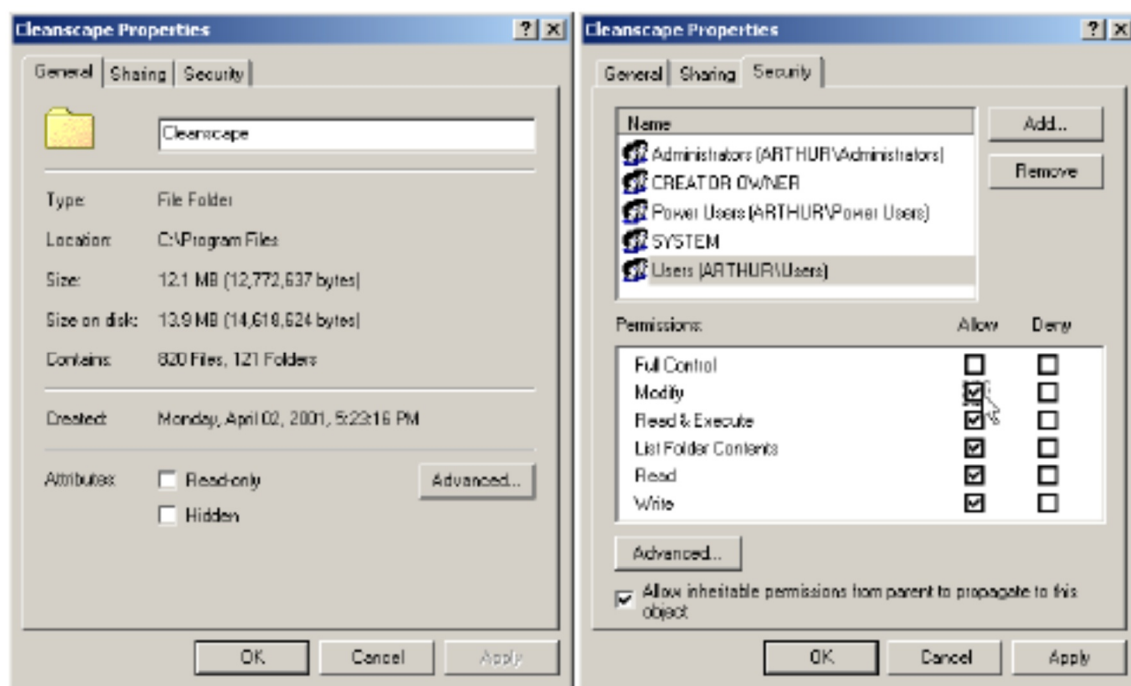 Cleanscape Properties
General Sharing Security
Cleanscape
Type: File Folder
Location: C:\Program Files
Size: 12.1 MB (12,772,637 bytes)
Size on disk: 13.9 MB (14,618,624 bytes)
Contains: 820 Files, 121 Folders
Created: Monday, April 02, 2001, 5:23:16 PM
Attributes: Read-only Advanced...
Hidden
OK Cancel Apply
Cleanscape Properties
General Sharing Security
Name Add...
Administrators (ARTHUR\Administrators) Remove
CREATOR OWNER
Power Users (ARTHUR\Power Users)
SYSTEM
Users (ARTHUR\Users)
Permissions: Allow Deny
Full Control
Modify
Read & Execute
List Folder Contents
Read
Write
Advanced...
Allow inheritable permissions from parent to propagate to this
object
OK Cancel Apply